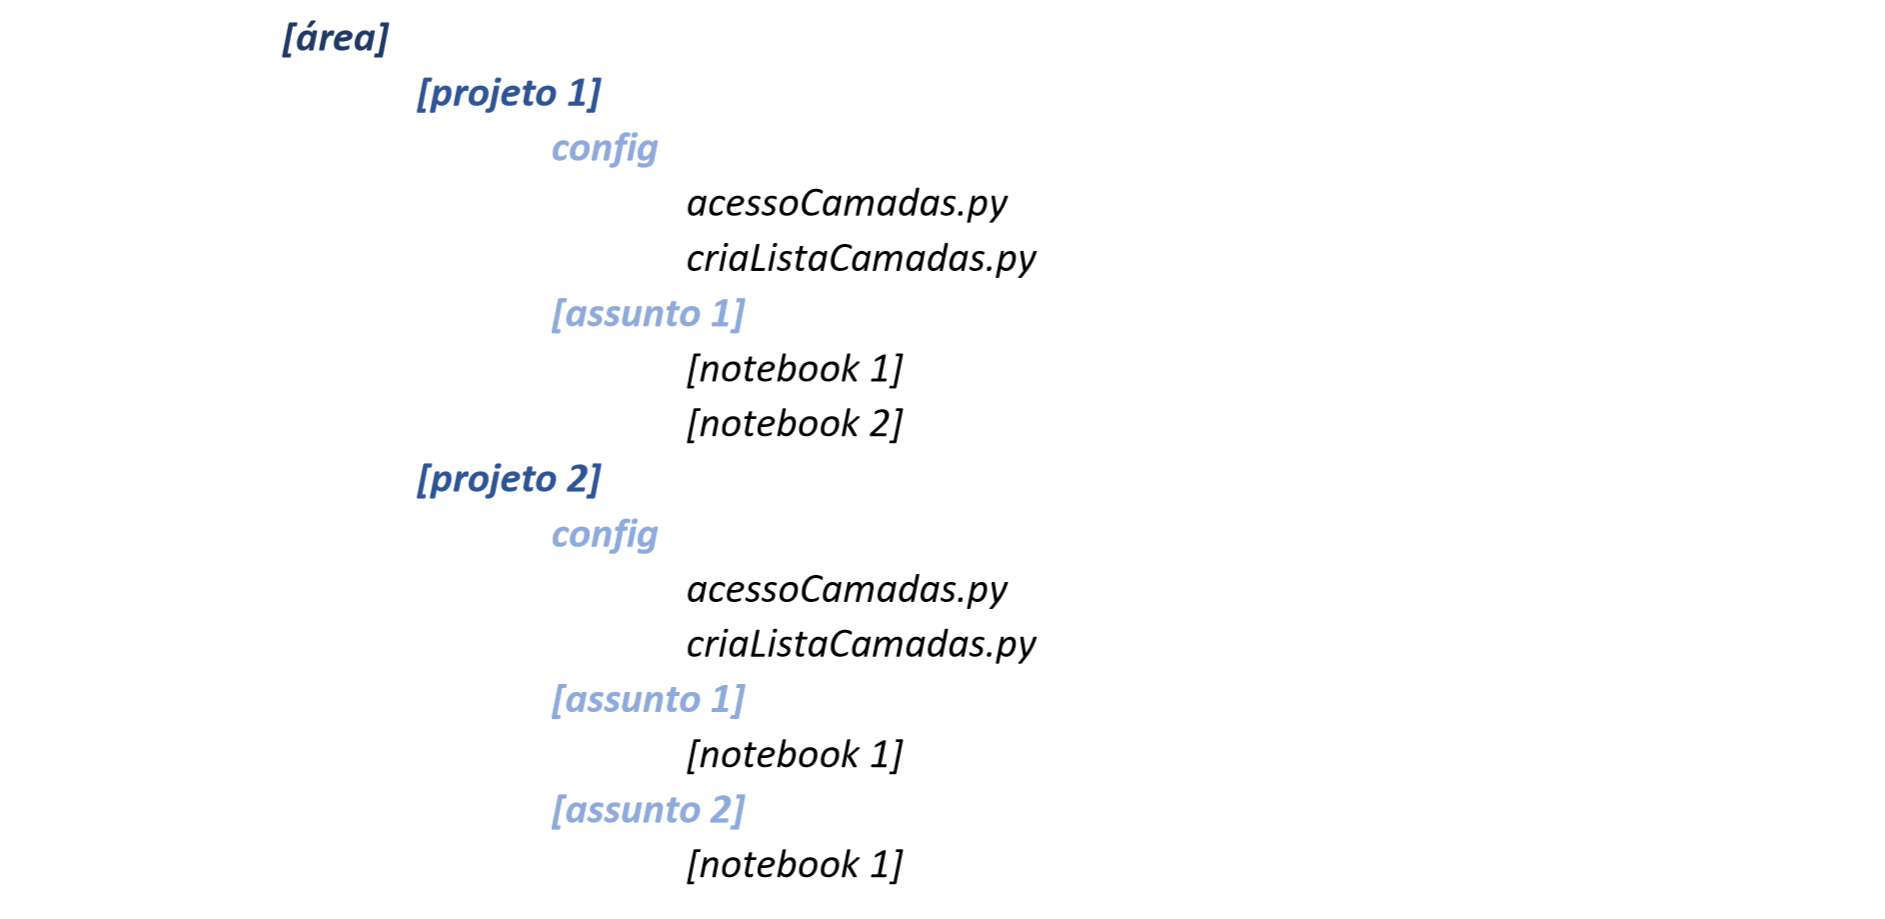 [área]
[projeto 1]
config
acessoCamadas.py
criaListaCamadas.py
[assunto 1]
[notebook 1]
[notebook 2]
[projeto 2]
config
acessoCamadas.py
criaListaCamadas.py
[assunto 1]
[notebook 1]
[assunto 2]
[notebook 1]